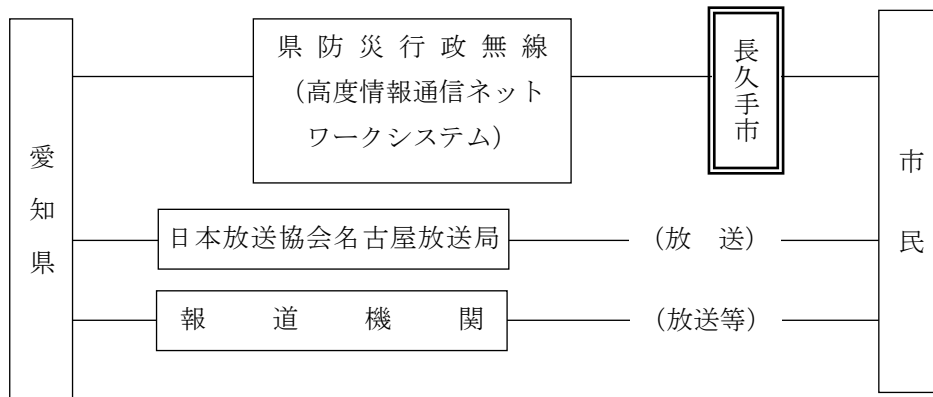 愛知県
県防災行政無線
（高度情報通信ネット
ワークシステム）
長久手市
市民
日本放送協会名古屋放送局
（放　送）
報道機関
（放送等）